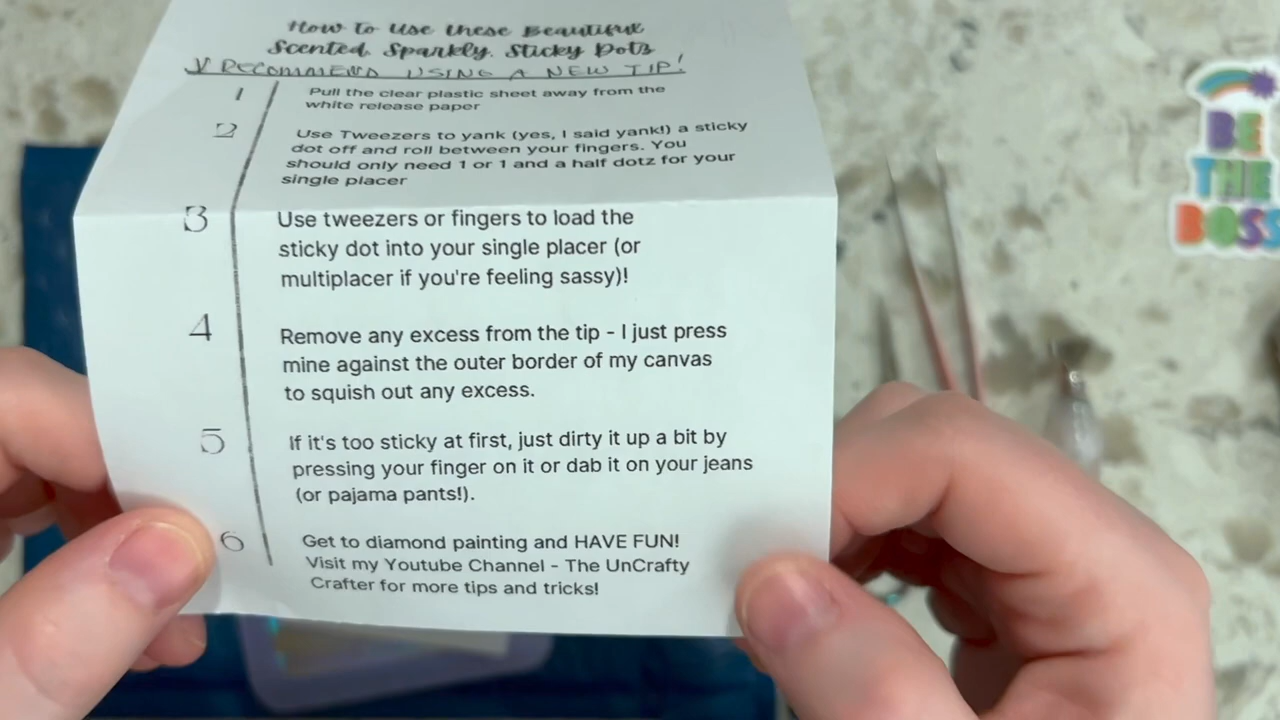 How to Use these Beautiful
Scented, Sparkly, Sticky Dotz
I RECOMMEND USING A NEW TIP!
1
Pull the clear plastic sheet away from the
white release paper
2
Use Tweezers to yank (yes, I said yank!) a sticky
dot off and roll between your fingers. You
should only need 1 or 1 and a half dotz for your
single placer
3
Use tweezers or fingers to load the
sticky dot into your single placer (or
multiplacer if you're feeling sassy)!
4
Remove any excess from the tip - I just press
mine against the outer border of my canvas
to squish out any excess.
5
If it's too sticky at first, just dirty it up a bit by
pressing your finger on it or dab it on your jeans
(or pajama pants!).
6
Get to diamond painting and HAVE FUN!
Visit my Youtube Channel - The UnCrafty
Crafter for more tips and tricks!
BE
THE
BOSS